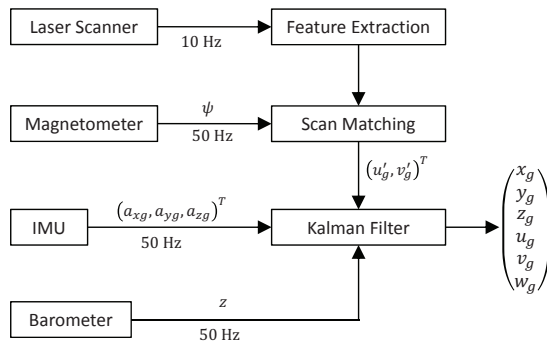 Laser Scanner
10 Hz
Feature Extraction
Magnetometer
ψ
50 Hz
Scan Matching
(u′g, v′g)ᵀ
IMU
(axg, ayg, azg)ᵀ
50 Hz
Kalman Filter
xg
yg
zg
ug
vg
wg
Barometer
z
50 Hz